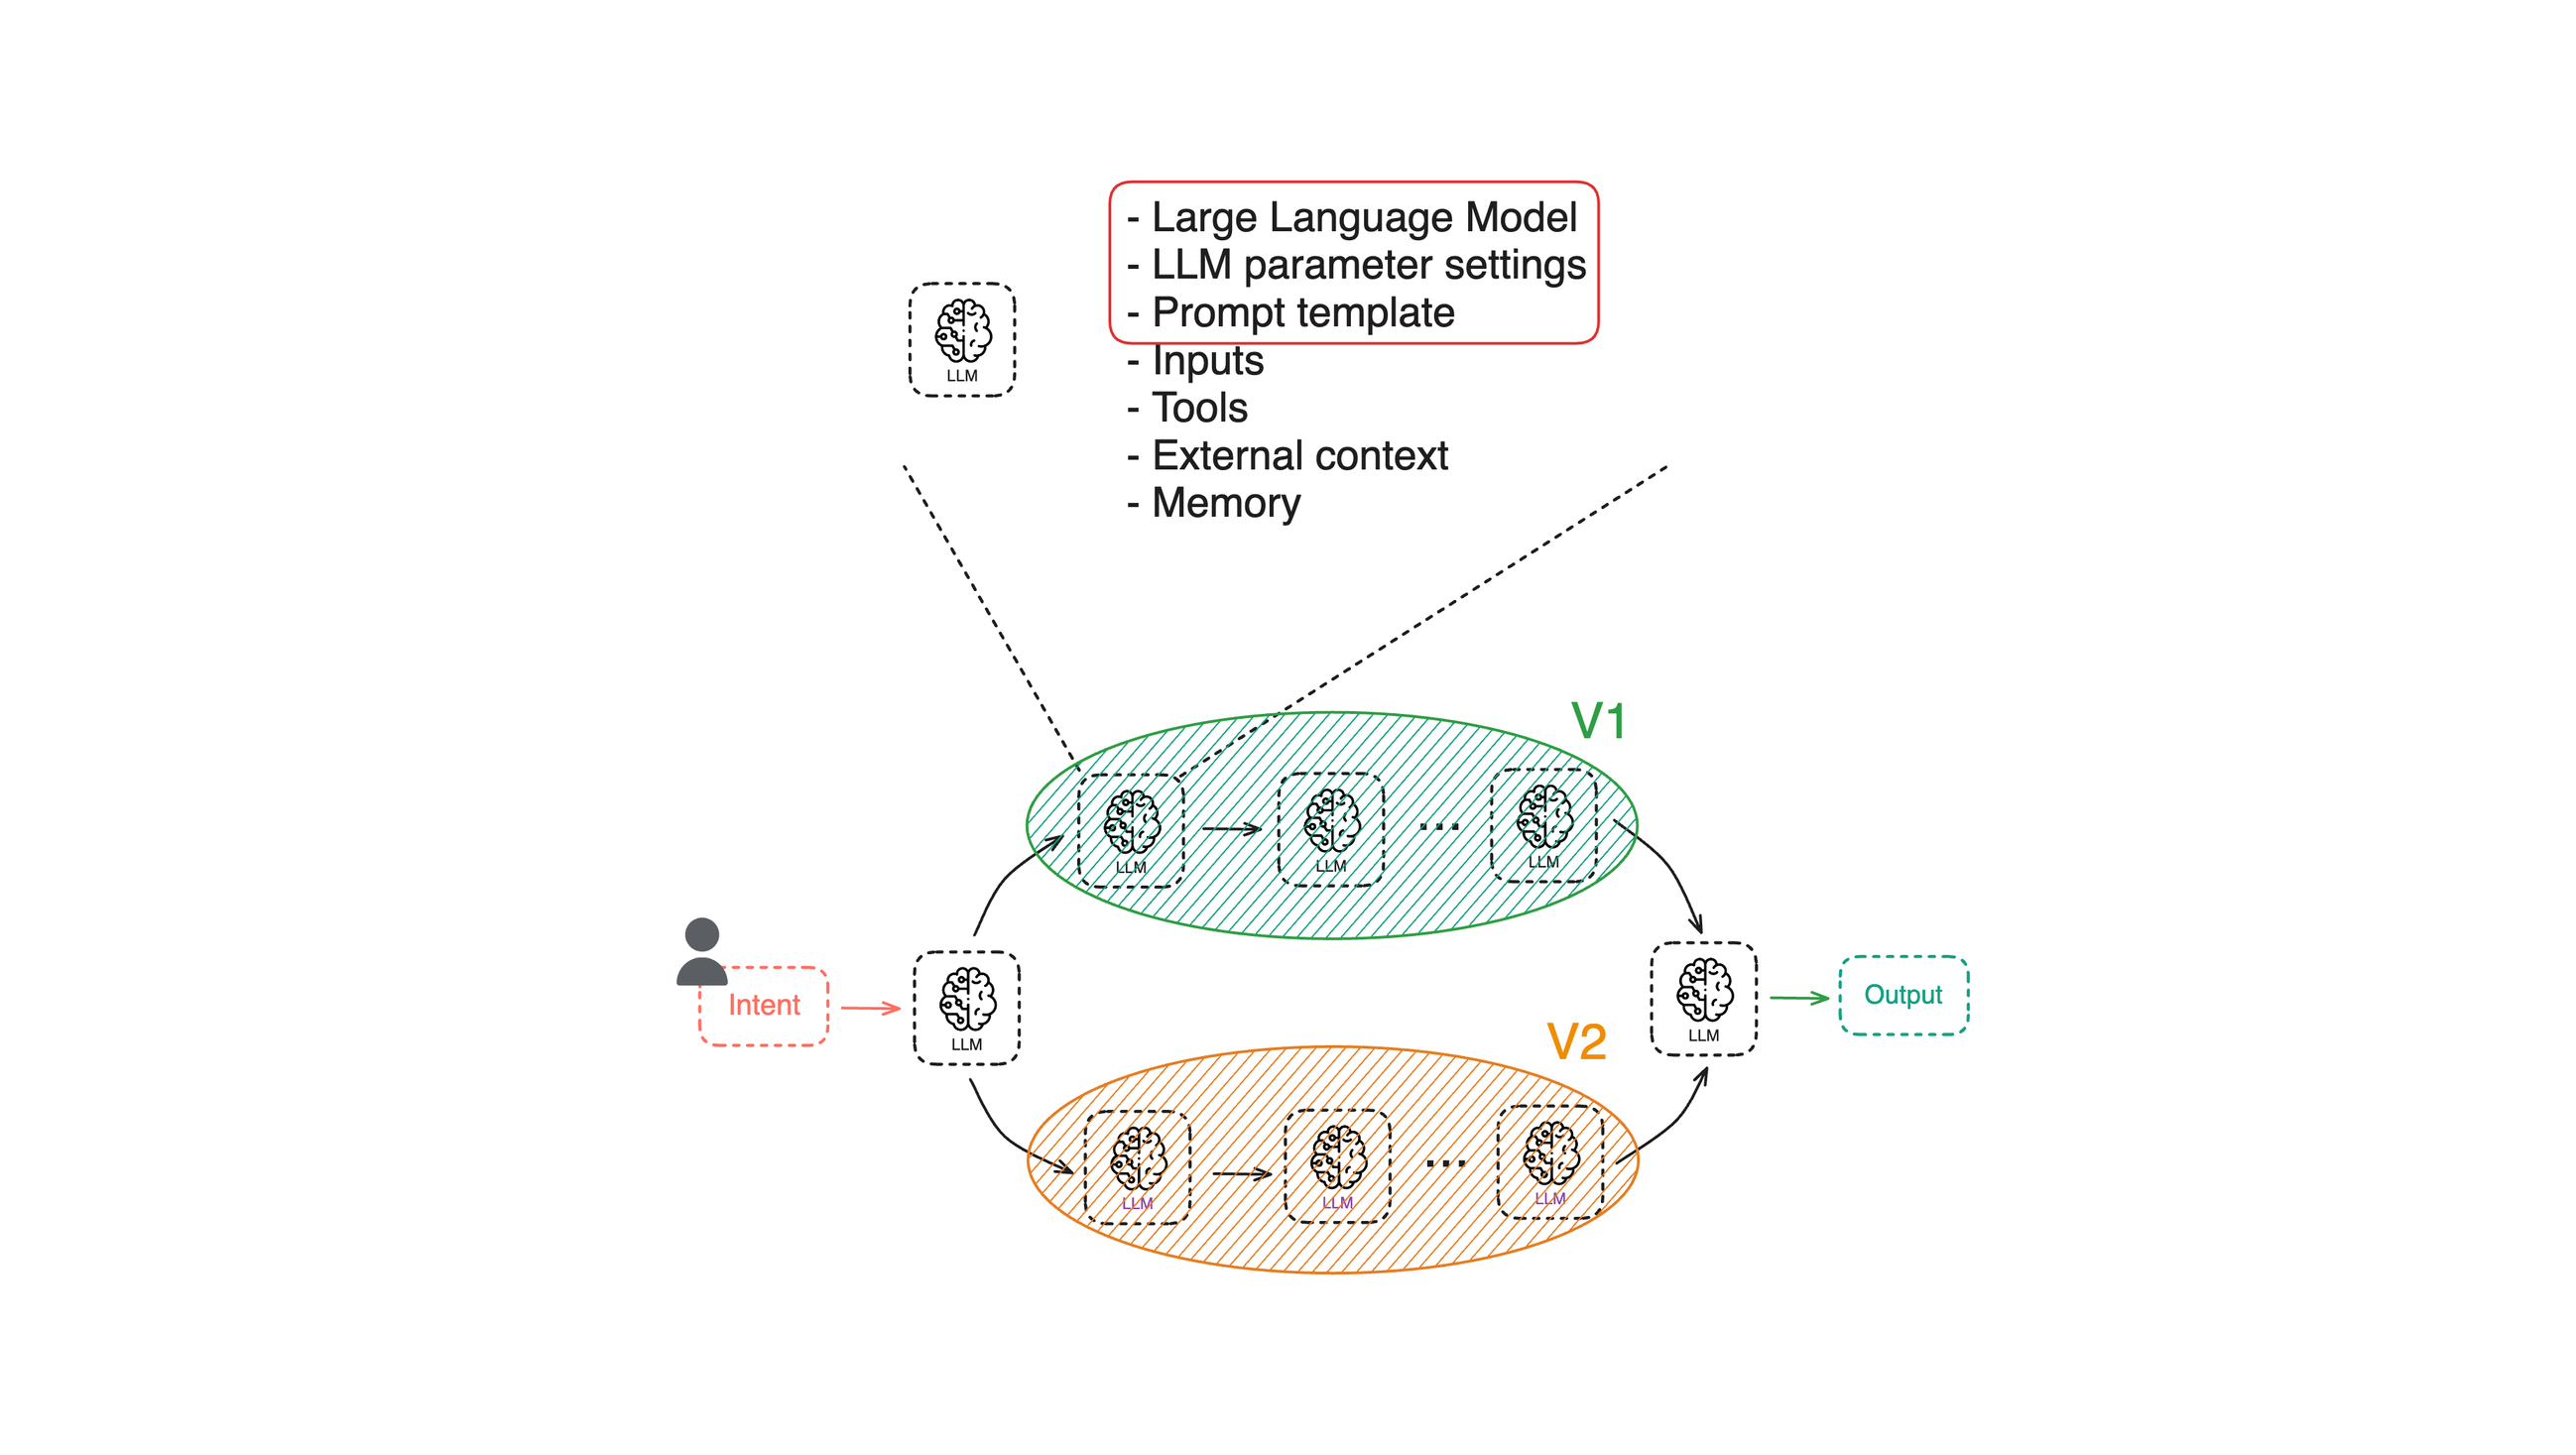 - Large Language Model
- LLM parameter settings
- Prompt template
- Inputs
- Tools
- External context
- Memory
LLM
V1
LLM
LLM
...
LLM
Intent
LLM
LLM
Output
V2
LLM
LLM
...
LLM